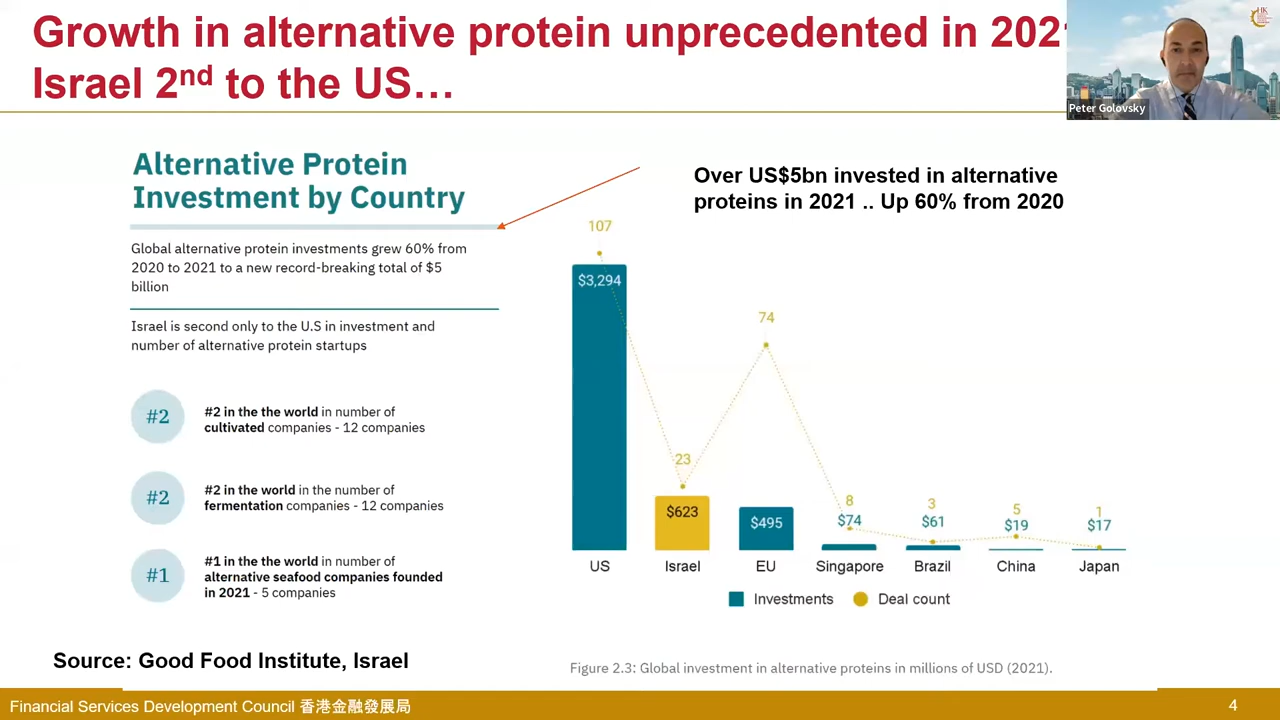 Growth in alternative protein unprecedented in 202
Israel 2nd to the US…
Peter Golovsky
Alternative Protein
Investment by Country
Global alternative protein investments grew 60% from
2020 to 2021 to a new record-breaking total of $5
billion
Israel is second only to the U.S in investment and
number of alternative protein startups
#2
#2 in the the world in number of
cultivated companies - 12 companies
#2
#2 in the world in the number of
fermentation companies - 12 companies
#1
#1 in the the world in number of
alternative seafood companies founded
in 2021 - 5 companies
Over US$5bn invested in alternative
proteins in 2021 .. Up 60% from 2020
107
$3,294
74
23
$623
$495
8
$74
3
$61
5
$19
1
$17
US Israel EU Singapore Brazil China Japan
Investments Deal count
Source: Good Food Institute, Israel
Figure 2.3: Global investment in alternative proteins in millions of USD (2021).
Financial Services Development Council 香港金融發展局
4